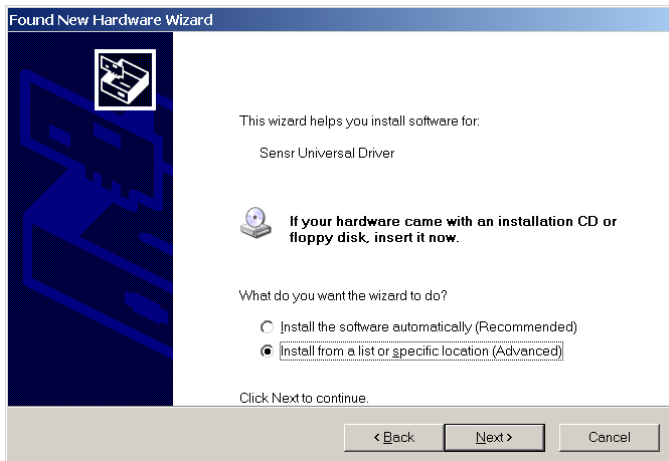 Found New Hardware Wizard
This wizard helps you install software for:
Sensr Universal Driver
If your hardware came with an installation CD or
floppy disk, insert it now.
What do you want the wizard to do?
Install the software automatically (Recommended)
Install from a list or specific location (Advanced)
Click Next to continue.
< Back Next > Cancel